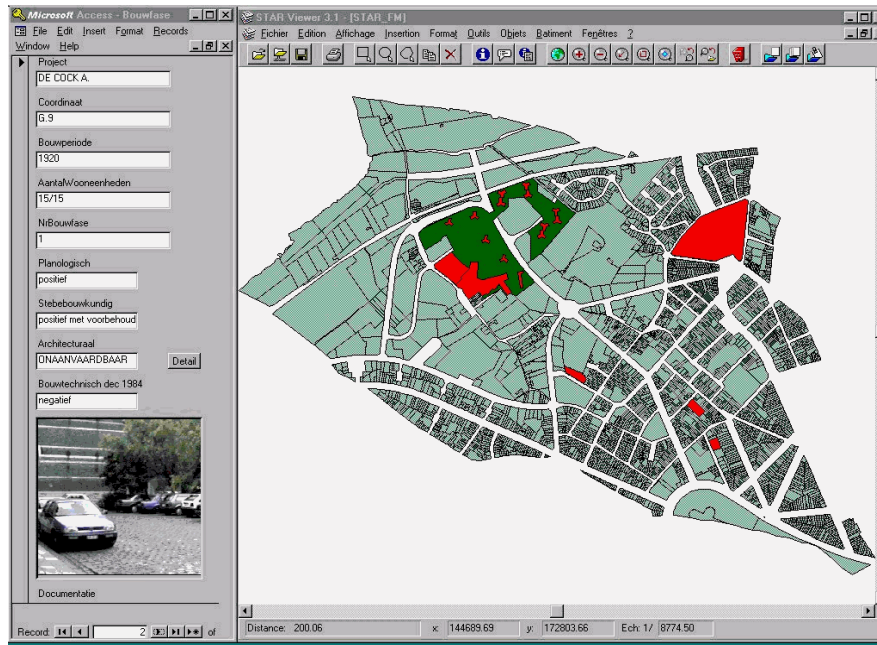 Microsoft Access - Bouwfase
File Edit Insert Format Records
Window Help
Project
DE COCK A.
Coordinaat
G.9
Bouwperiode
1920
AantalWooneenheden
15/15
NrBouwfase
1
Planologisch
positief
Stebebouwkundig
positief met voorbehoud
Architecturaal
ONAANVAARDBAAR
Detail
Bouwtechnisch dec 1984
negatief
Documentatie
Record: 2 of
STAR Viewer 3.1 - [STAR_FM]
Fichier Edition Affichage Insertion Format Outils Objets Batiment Fenêtres ?
Distance: 200.06 x: 144689.69 y: 172803.66 Ech: 1/ 8774.50